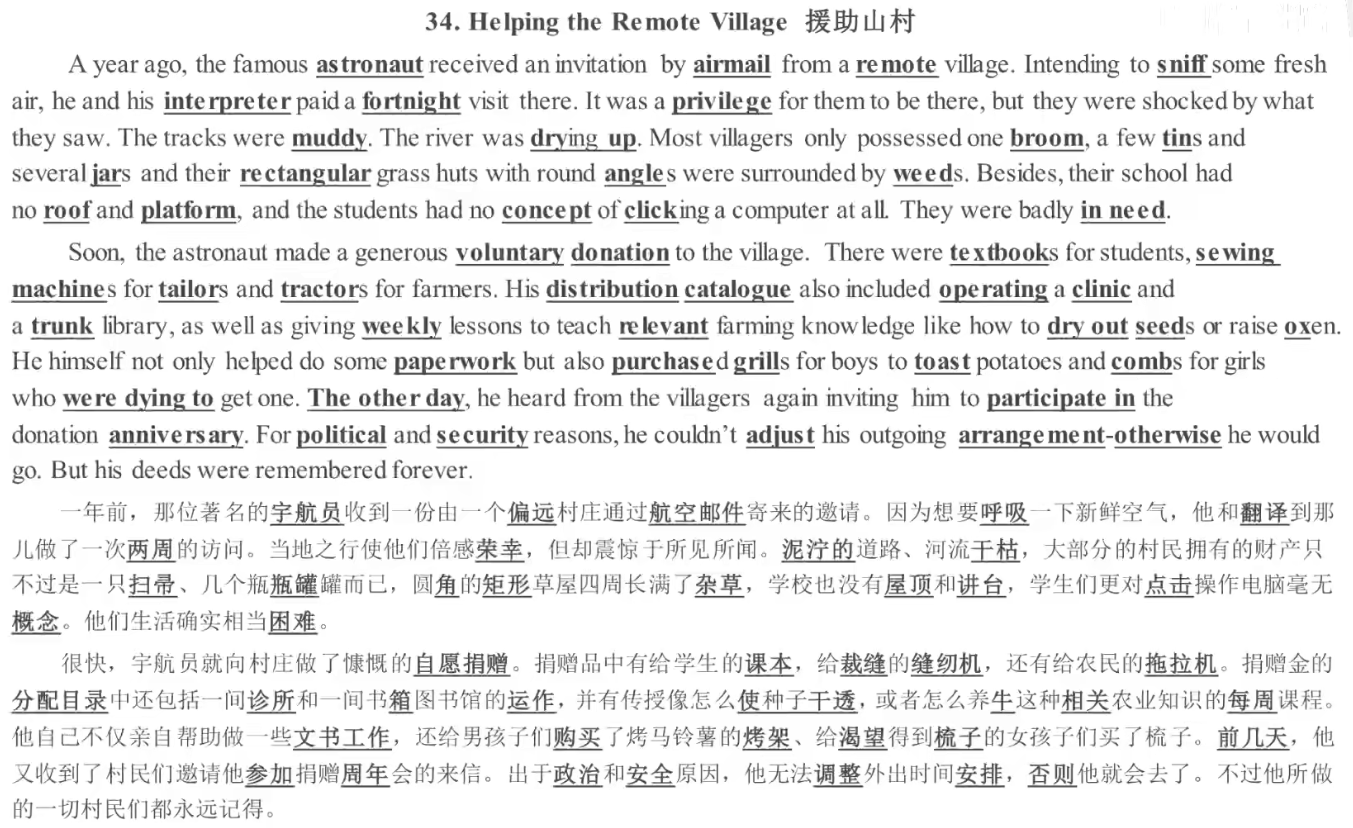 34. Helping the Remote Village 援助山村
A year ago, the famous astronaut received an invitation by airmail from a remote village. Intending to sniff some fresh
air, he and his interpreter paid a fortnight visit there. It was a privilege for them to be there, but they were shocked by what
they saw. The tracks were muddy. The river was drying up. Most villagers only possessed one broom, a few tins and
several jars and their rectangular grass huts with round angles were surrounded by weeds. Besides, their school had
no roof and platform, and the students had no concept of clicking a computer at all. They were badly in need.
Soon, the astronaut made a generous voluntary donation to the village. There were textbooks for students, sewing
machines for tailors and tractors for farmers. His distribution catalogue also included operating a clinic and
a trunk library, as well as giving weekly lessons to teach relevant farming knowledge like how to dry out seeds or raise oxen.
He himself not only helped do some paperwork but also purchased grills for boys to toast potatoes and combs for girls
who were dying to get one. The other day, he heard from the villagers again inviting him to participate in the
donation anniversary. For political and security reasons, he couldn't adjust his outgoing arrangement-otherwise he would
go. But his deeds were remembered forever.
一年前，那位著名的宇航员收到一份由一个偏远村庄通过航空邮件寄来的邀请。因为想要呼吸一下新鲜空气，他和翻译到那
儿做了一次两周的访问。当地之行使他们倍感荣幸，但却震惊于所见所闻。泥泞的道路、河流干枯，大部分的村民拥有的财产只
不过是一只扫帚、几个瓶瓶罐罐而已，圆角的矩形草屋四周长满了杂草，学校也没有屋顶和讲台，学生们更对点击操作电脑毫无
概念。他们生活确实相当困难。
很快，宇航员就向村庄做了慷慨的自愿捐赠。捐赠品中有给学生的课本，给裁缝的缝纫机，还有给农民的拖拉机。捐赠金的
分配目录中还包括一间诊所和一间书箱图书馆的运作，并有传授像怎么使种子干透，或者怎么养牛这种相关农业知识的每周课程。
他自己不仅亲自帮助做一些文书工作，还给男孩子们购买了烤马铃薯的烤架、给渴望得到梳子的女孩子们买了梳子。前几天，他
又收到了村民们邀请他参加捐赠周年会的来信。出于政治和安全原因，他无法调整外出时间安排，否则他就会去了。不过他所做
的一切村民们都永远记得。